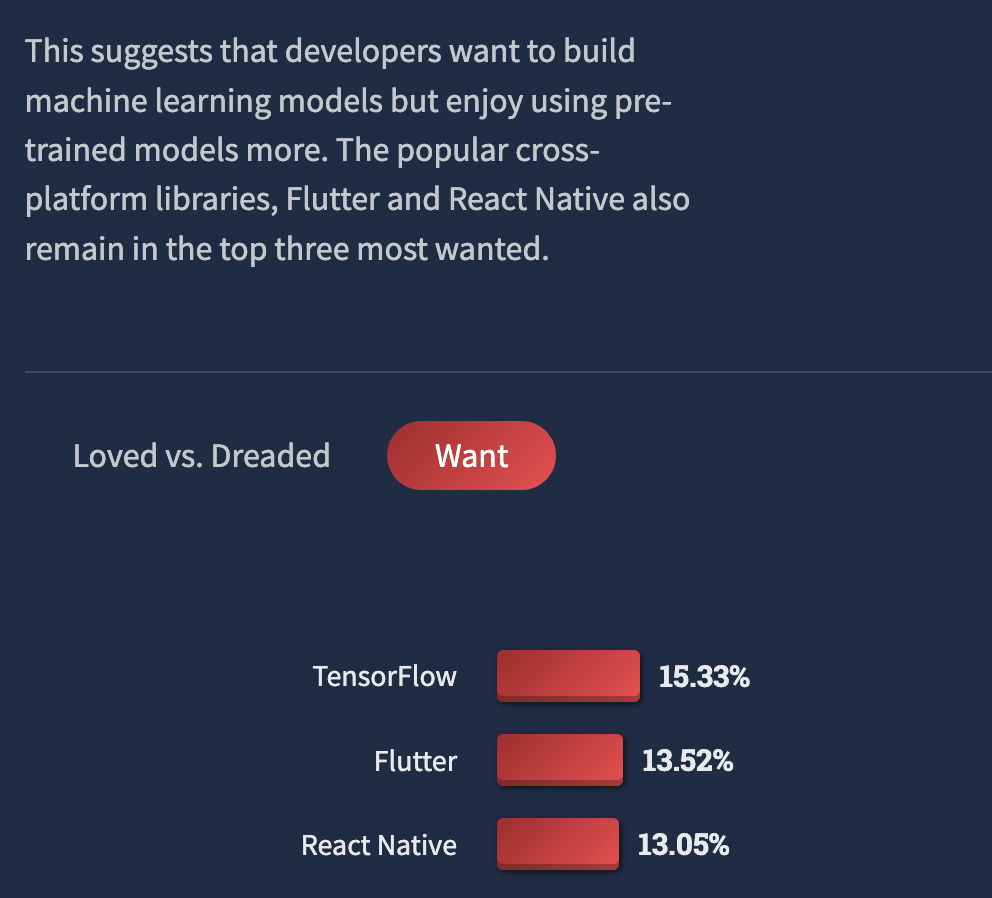 This suggests that developers want to build
machine learning models but enjoy using pre-
trained models more. The popular cross-
platform libraries, Flutter and React Native also
remain in the top three most wanted.
Loved vs. Dreaded Want
TensorFlow 15.33%
Flutter 13.52%
React Native 13.05%